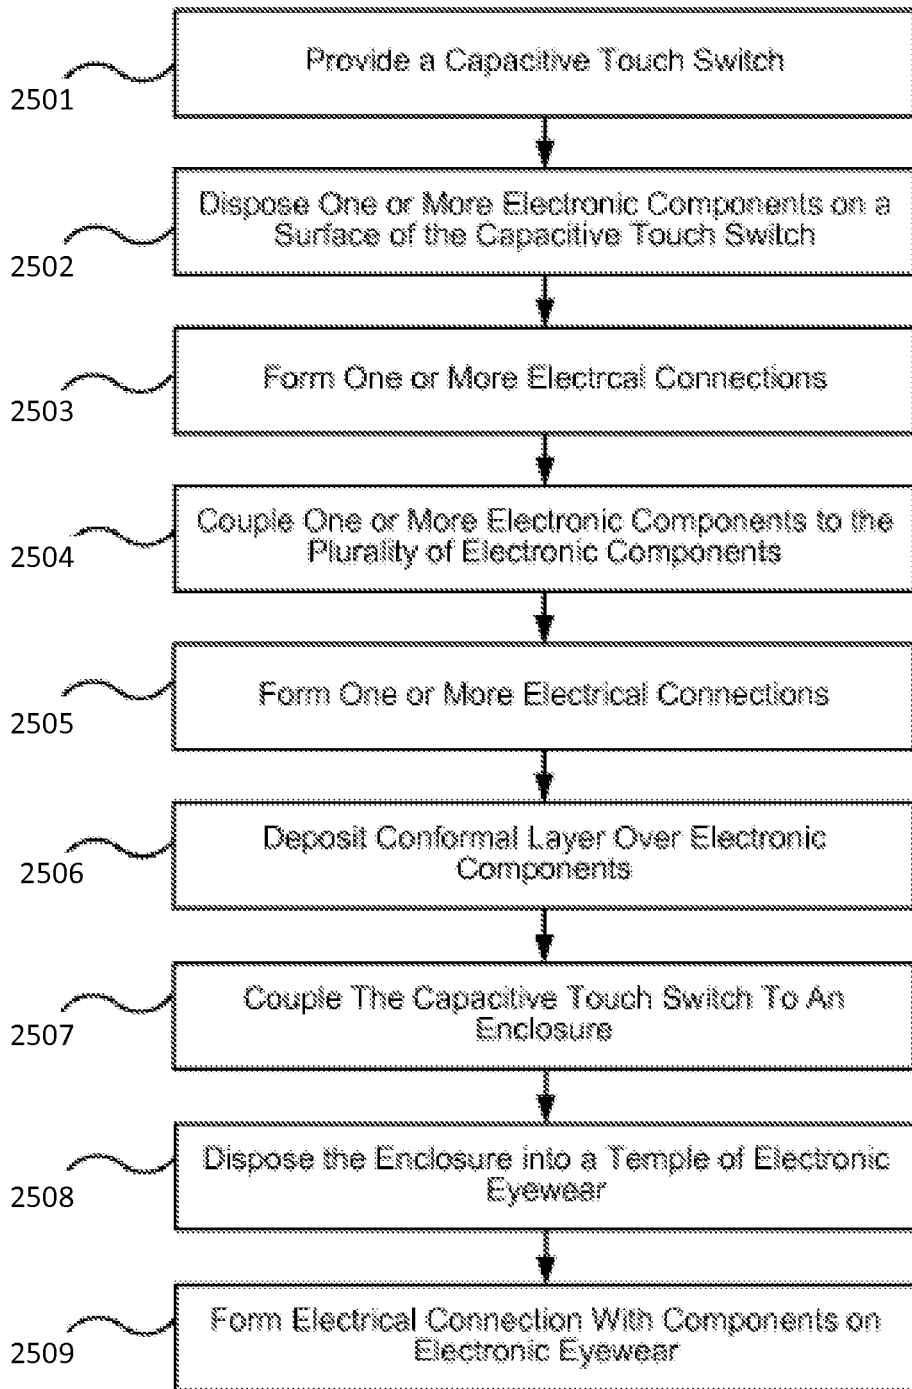 Provide a Capacitive Touch Switch
2501
Dispose One or More Electronic Components on a
Surface of the Capacitive Touch Switch
2502
Form One or More Electrcal Connections
2503
Couple One or More Electronic Components to the
Plurality of Electronic Components
2504
Form One or More Electrical Connections
2505
Deposit Conformal Layer Over Electronic
Components
2506
Couple The Capacitive Touch Switch To An
Enclosure
2507
Dispose the Enclosure into a Temple of Electronic
Eyewear
2508
Form Electrical Connection With Components on
Electronic Eyewear
2509